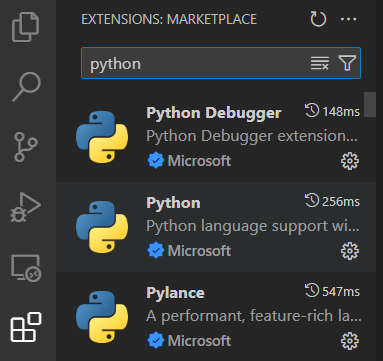 EXTENSIONS: MARKETPLACE
python
Python Debugger 148ms
Python Debugger extension...
Microsoft
Python 256ms
Python language support wi...
Microsoft
Pylance 547ms
A performant, feature-rich la...
Microsoft